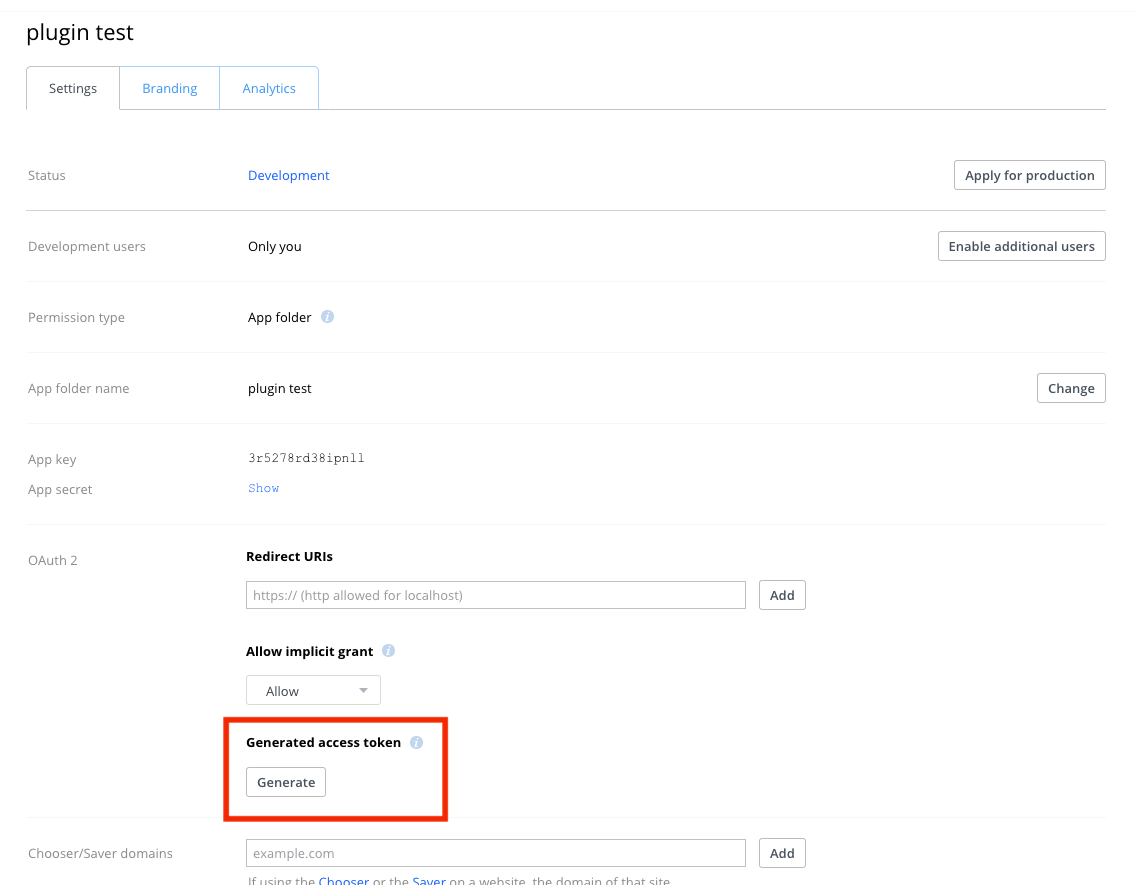 plugin test
Settings Branding Analytics
Status Development Apply for production
Development users Only you Enable additional users
Permission type App folder i
App folder name plugin test Change
App key 3r5278rd38ipnll
App secret Show
OAuth 2 Redirect URIs
https:// (http allowed for localhost) Add
Allow implicit grant i
Allow
Generated access token i
Generate
Chooser/Saver domains example.com Add
If using the Chooser or the Saver on a website, the domain of that site.